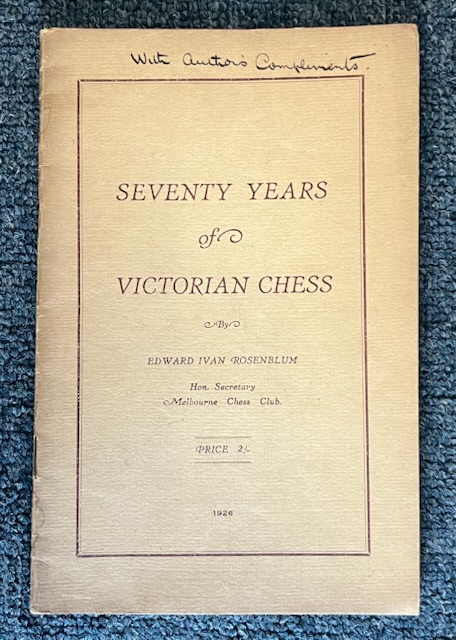 With Author's Compliments.
SEVENTY YEARS
of
VICTORIAN CHESS
By
EDWARD IVAN ROSENBLUM
Hon. Secretary
Melbourne Chess Club.
PRICE 2/-
1926